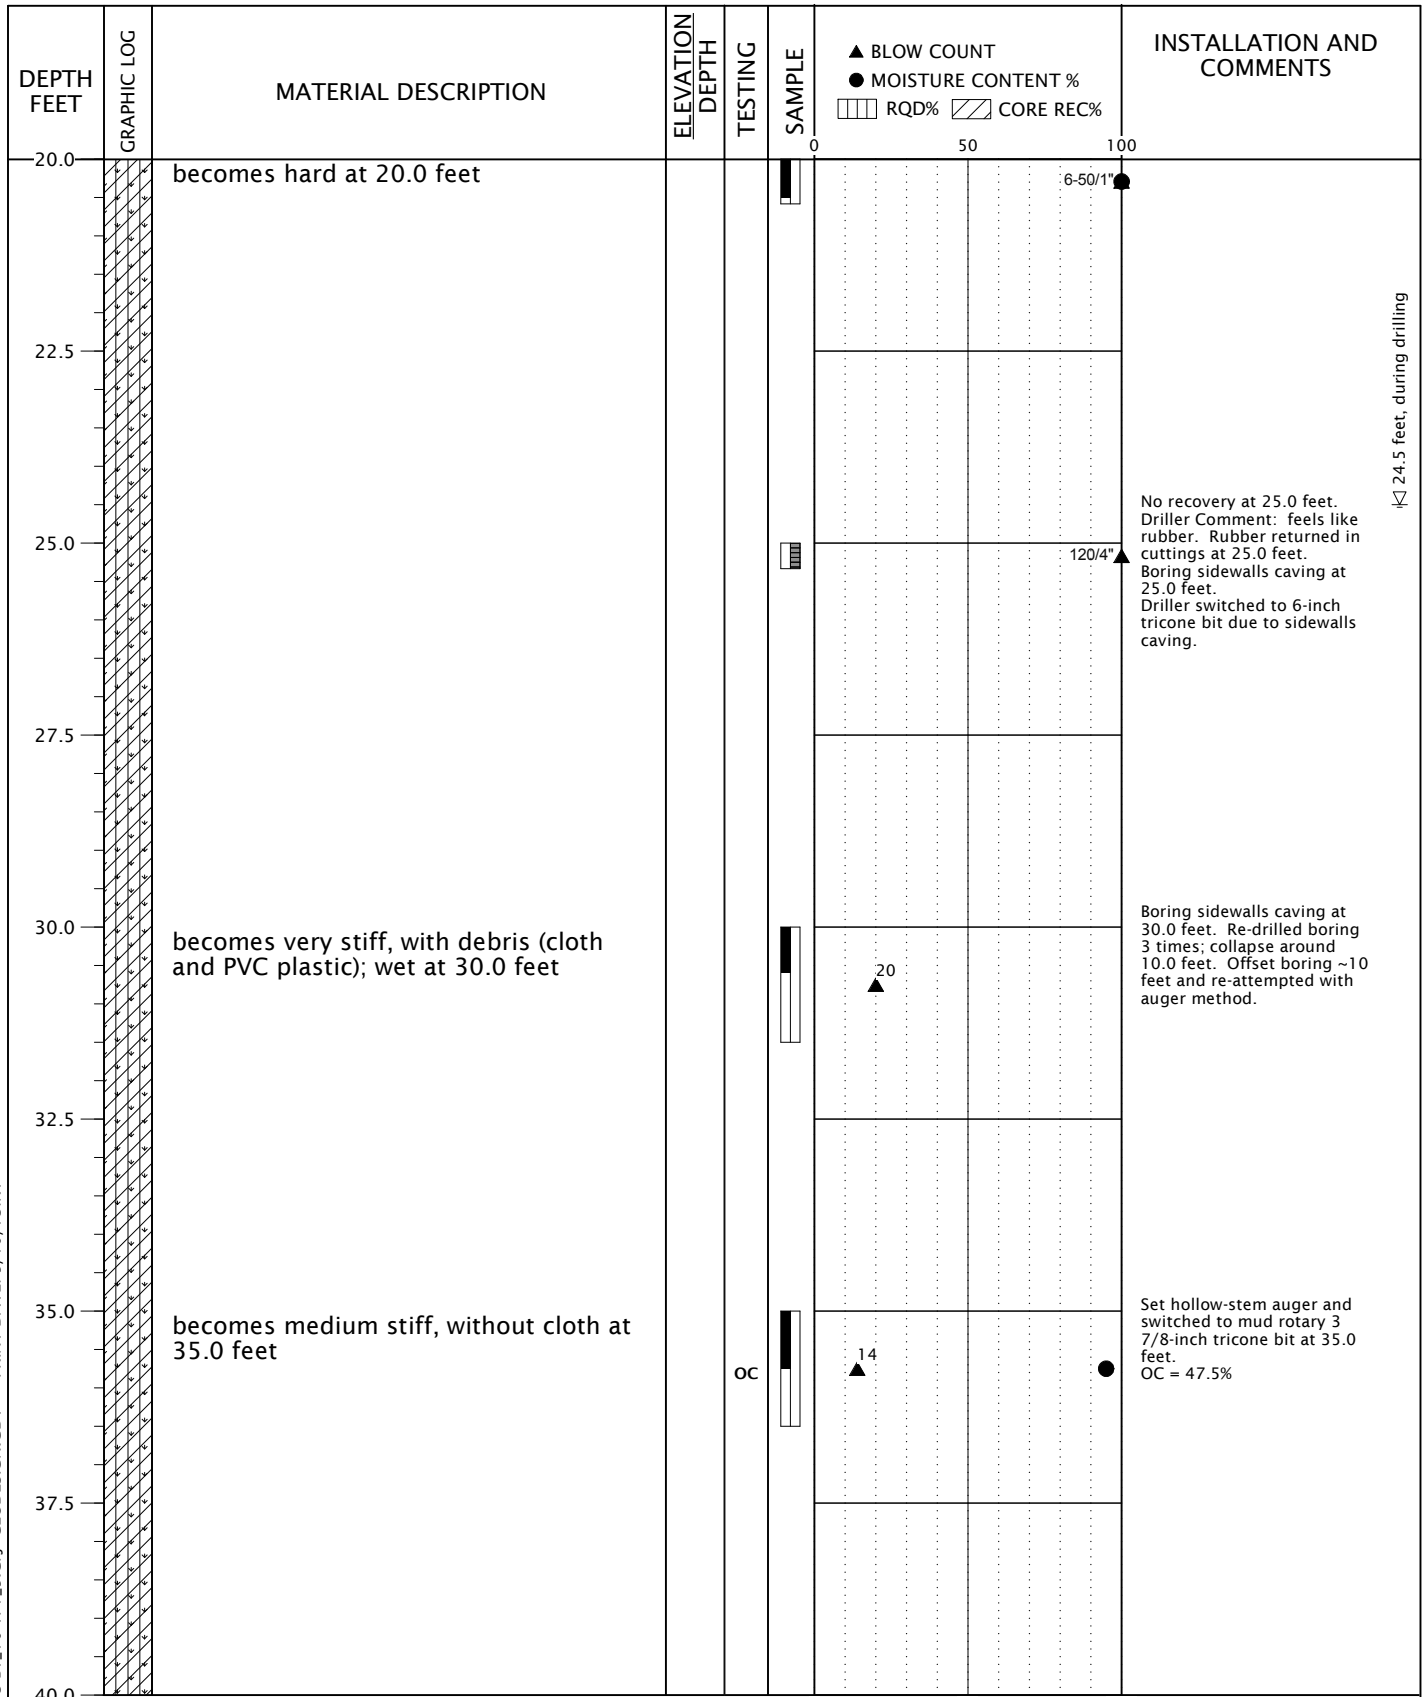 DEPTH
FEET
GRAPHIC LOG
MATERIAL DESCRIPTION
ELEVATION
DEPTH
TESTING
SAMPLE
▲ BLOW COUNT
● MOISTURE CONTENT %
RQD% CORE REC%
INSTALLATION AND
COMMENTS
0 50 100
20.0
becomes hard at 20.0 feet
6-50/1"
22.5
24.5 feet, during drilling
25.0
120/4"
No recovery at 25.0 feet.
Driller Comment: feels like
rubber. Rubber returned in
cuttings at 25.0 feet.
Boring sidewalls caving at
25.0 feet.
Driller switched to 6-inch
tricone bit due to sidewalls
caving.
27.5
30.0
becomes very stiff, with debris (cloth
and PVC plastic); wet at 30.0 feet
20
Boring sidewalls caving at
30.0 feet. Re-drilled boring
3 times; collapse around
10.0 feet. Offset boring ~10
feet and re-attempted with
auger method.
32.5
35.0
becomes medium stiff, without cloth at
35.0 feet
OC
14
Set hollow-stem auger and
switched to mud rotary 3
7/8-inch tricone bit at 35.0
feet.
OC = 47.5%
37.5
40.0